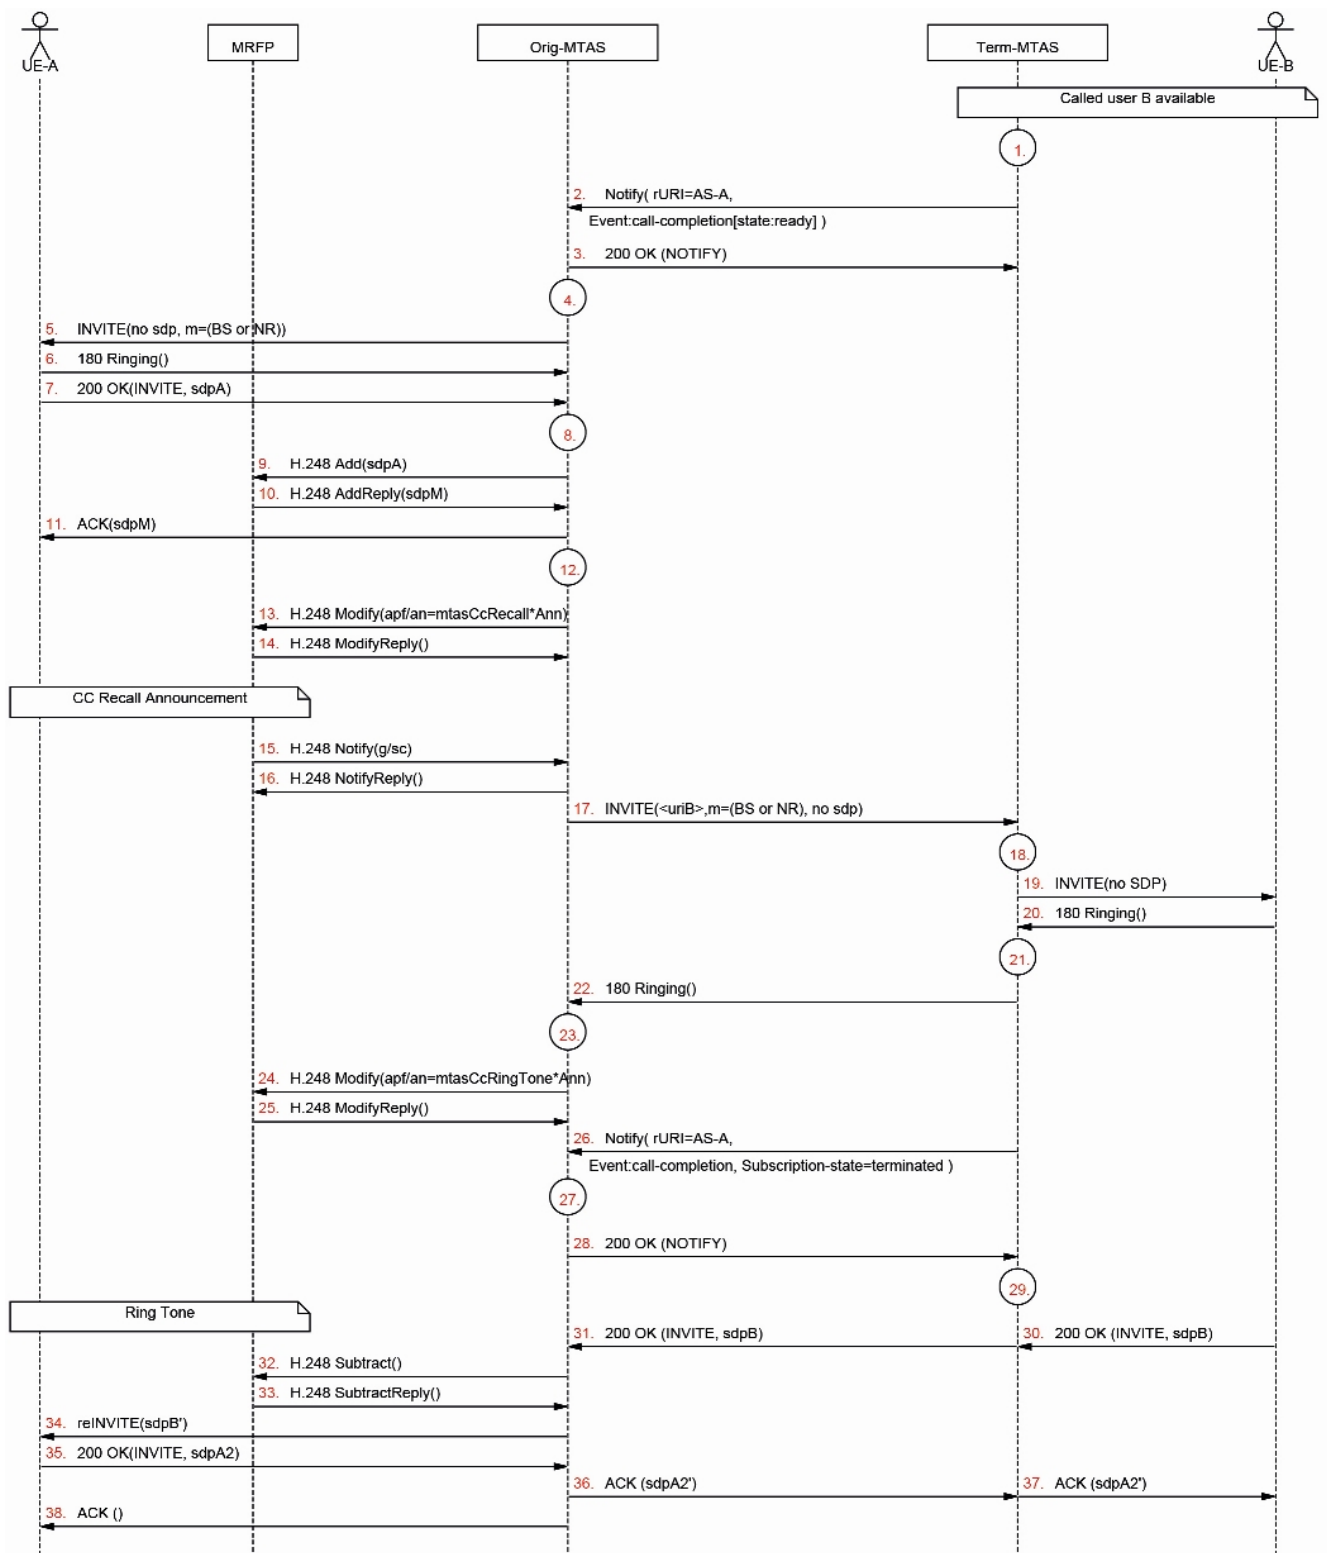 UE-A
MRFP
Orig-MTAS
Term-MTAS
UE-B
Called user B available
1.
2. Notify( rURI=AS-A,
Event:call-completion[state:ready] )
3. 200 OK (NOTIFY)
4.
5. INVITE(no sdp, m=(BS or NR))
6. 180 Ringing()
7. 200 OK(INVITE, sdpA)
8.
9. H.248 Add(sdpA)
10. H.248 AddReply(sdpM)
11. ACK(sdpM)
12.
13. H.248 Modify(apf/an=mtasCcRecall*Ann)
14. H.248 ModifyReply()
CC Recall Announcement
15. H.248 Notify(g/sc)
16. H.248 NotifyReply()
17. INVITE(<uriB>,m=(BS or NR), no sdp)
18.
19. INVITE(no SDP)
20. 180 Ringing()
21.
22. 180 Ringing()
23.
24. H.248 Modify(apf/an=mtasCcRingTone*Ann)
25. H.248 ModifyReply()
26. Notify( rURI=AS-A,
Event:call-completion, Subscription-state=terminated )
27.
28. 200 OK (NOTIFY)
29.
Ring Tone
31. 200 OK (INVITE, sdpB)
30. 200 OK (INVITE, sdpB)
32. H.248 Subtract()
33. H.248 SubtractReply()
34. reINVITE(sdpB')
35. 200 OK(INVITE, sdpA2)
36. ACK (sdpA2')
37. ACK (sdpA2')
38. ACK ()